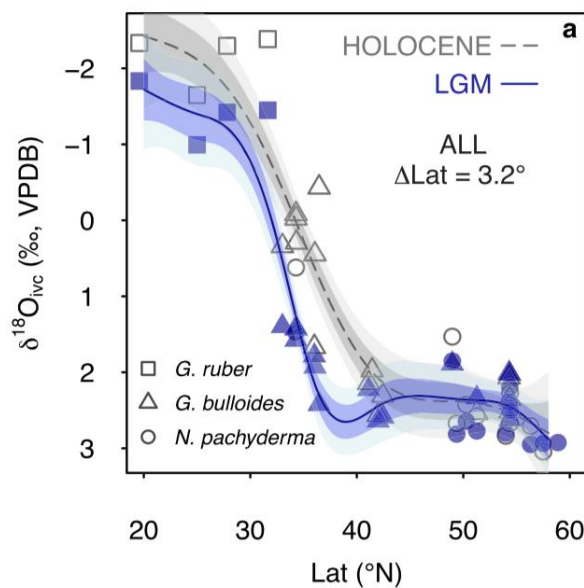 a
HOLOCENE
LGM
ALL
ΔLat = 3.2°
−2
−1
0
1
2
3
δ¹⁸Oᵢᵥ꜀ (‰, VPDB)
G. ruber
G. bulloides
N. pachyderma
20 30 40 50 60
Lat (°N)